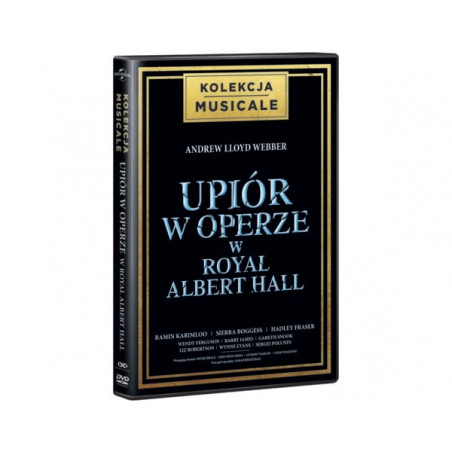 KOLEKCJA
MUSICALE
ANDREW LLOYD WEBBER
UPIÓR
W OPERZE
W
ROYAL
ALBERT HALL
RAMIN KARIMLOO | SIERRA BOGGESS | HADLEY FRASER
WENDY FERGUSON | BARRY JAMES | GARETH SNOOK
LIZ ROBERTSON | WYNNE EVANS | SERGEI POLUNIN
KOLEKCJA
MUSICALE
UPIÓR W OPERZE W ROYAL ALBERT HALL
DVD